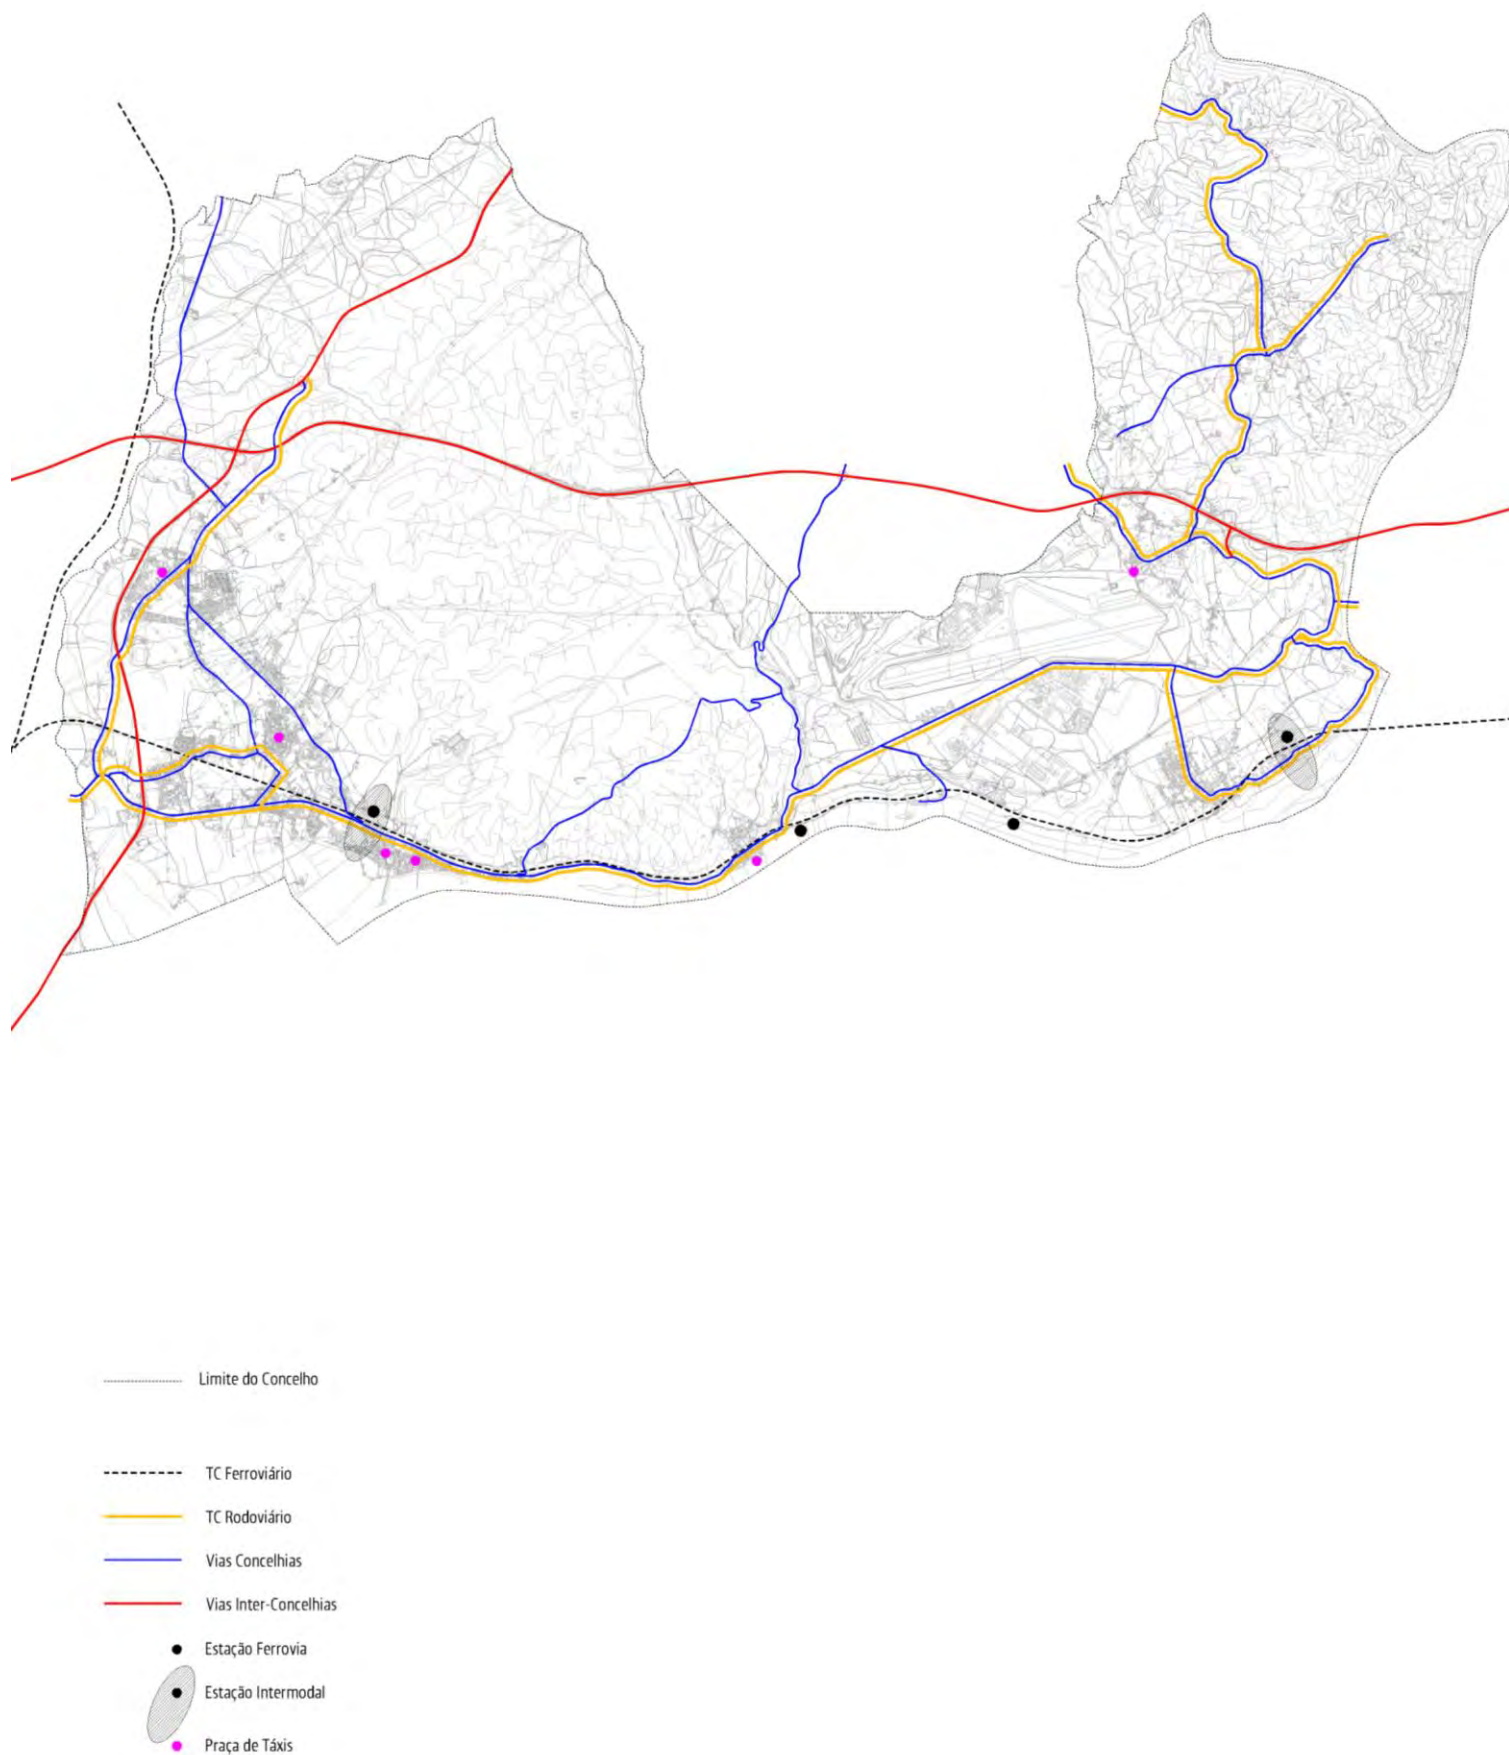 Limite do Concelho
TC Ferroviário
TC Rodoviário
Vias Concelhias
Vias Inter-Concelhias
Estação Ferrovia
Estação Intermodal
Praça de Táxis